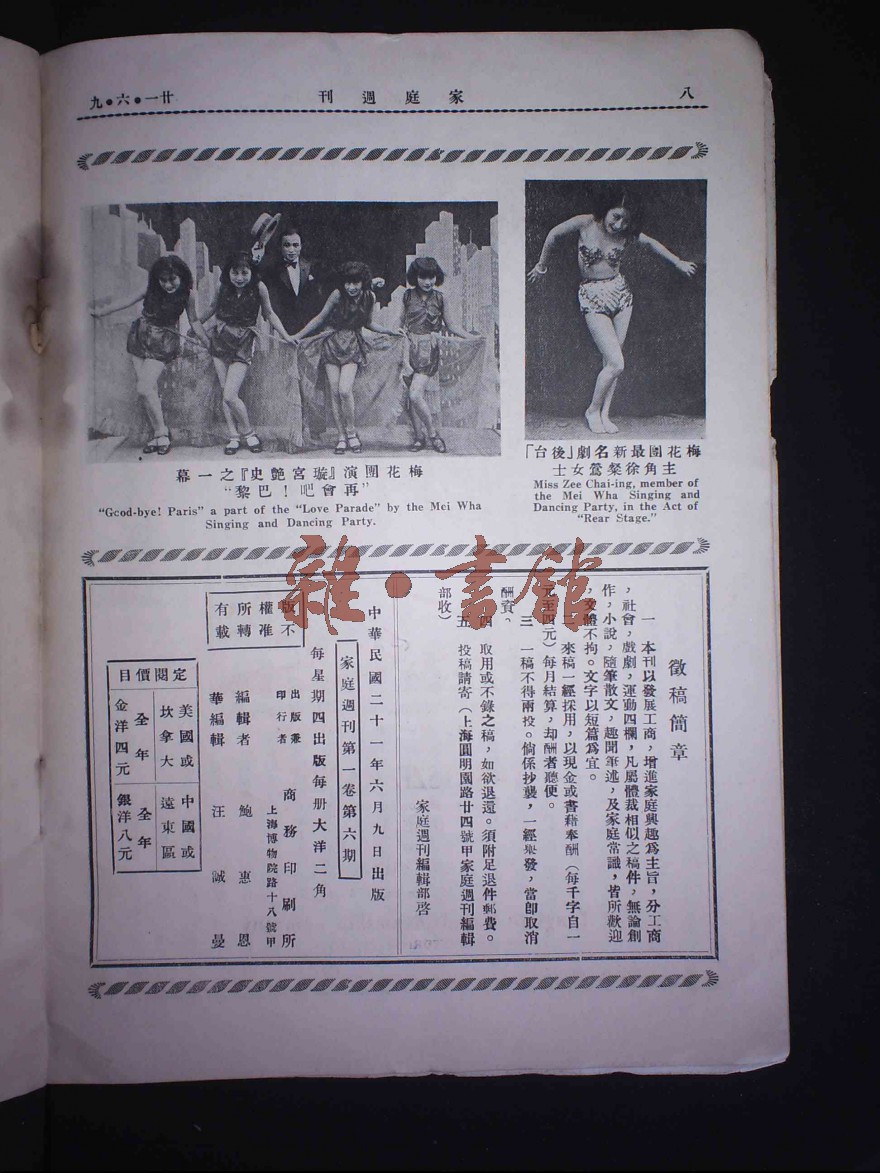 八
家庭週刊
廿一•六•九
梅花團演『璇宮艷史』之一幕
“再會吧！巴黎”
"Good-bye! Paris" a part of the "Love Parade" by the Mei Wha
Singing and Dancing Party.
梅花團最新名劇「後台」
主角徐粲鶯女士
Miss Zee Chai-ing, member of
the Mei Wha Singing and
Dancing Party, in the Act of
"Rear Stage."
雜•書館
徵稿簡章
一 本刊以發展工商，增進家庭興趣爲主旨，分工商
，社會，戲劇，運動四欄，凡屬體裁相似之稿件，無論創
作，小說，隨筆散文，趣聞筆述，及家庭常識，皆所歡迎
，文體不拘。文字以短篇爲宜。
二 來稿一經採用，以現金或書籍奉酬（每千字自一
元至四元）每月結算，却酬者聽便。
三 一稿不得兩投。倘係抄襲，一經察發，當卽取消
酬資。
四 取用或不錄之稿，如欲退還。須附足退件郵費。
五 投稿請寄（上海圓明園路廿四號甲家庭週刊編輯
部收）
家庭週刊編輯部啓
中華民國二十一年六月九日出版
家庭週刊第一卷第六期
每星期四出版每册大洋二角
版權所有
不准轉載
出版兼
印行者
商務印刷所
上海博物院路十八號甲
編輯者 鮑惠恩
華編輯 汪誠曼
定閱價目
美國或
坎拿大
全年
金洋四元
中國或
遠東區
全年
銀洋八元